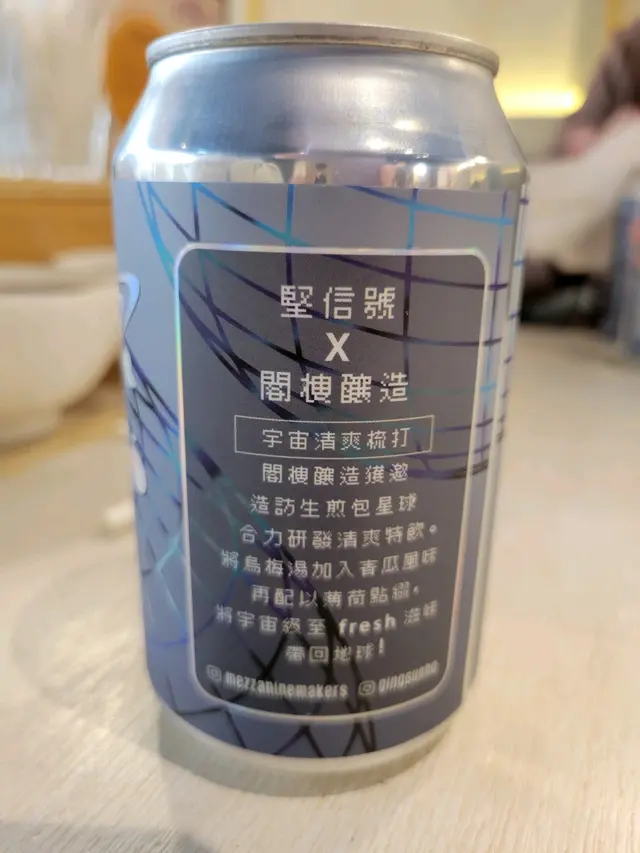 堅信號
X
閣樓釀造
宇宙清爽梳打
閣樓釀造獲邀
造訪生煎包星球
合力研發清爽特飲。
將烏梅湯加入青瓜風味
再配以薄荷點綴，
將宇宙級至 fresh 滋味
帶回地球！
mezzaninemakers